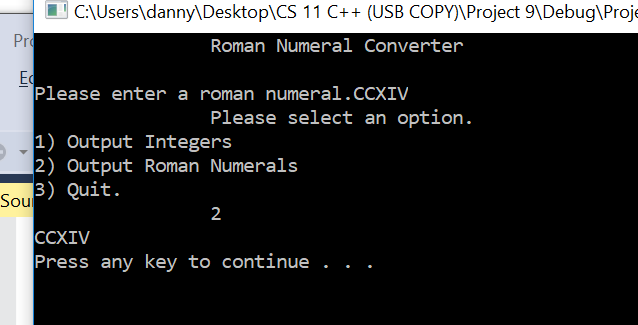 C:\Users\danny\Desktop\CS 11 C++ (USB COPY)\Project 9\Debug\Proje
Roman Numeral Converter
Please enter a roman numeral.CCXIV
Please select an option.
1) Output Integers
2) Output Roman Numerals
3) Quit.
2
CCXIV
Press any key to continue . . .
Pro
Sour